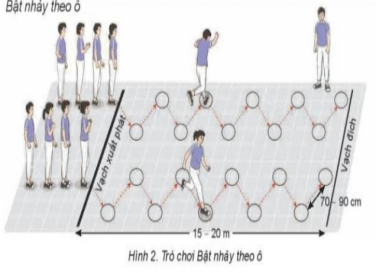 Bật nhảy theo ô
Vạch xuất phát
Vạch đích
70 - 90 cm
15 - 20 m
Hình 2. Trò chơi Bật nhảy theo ô